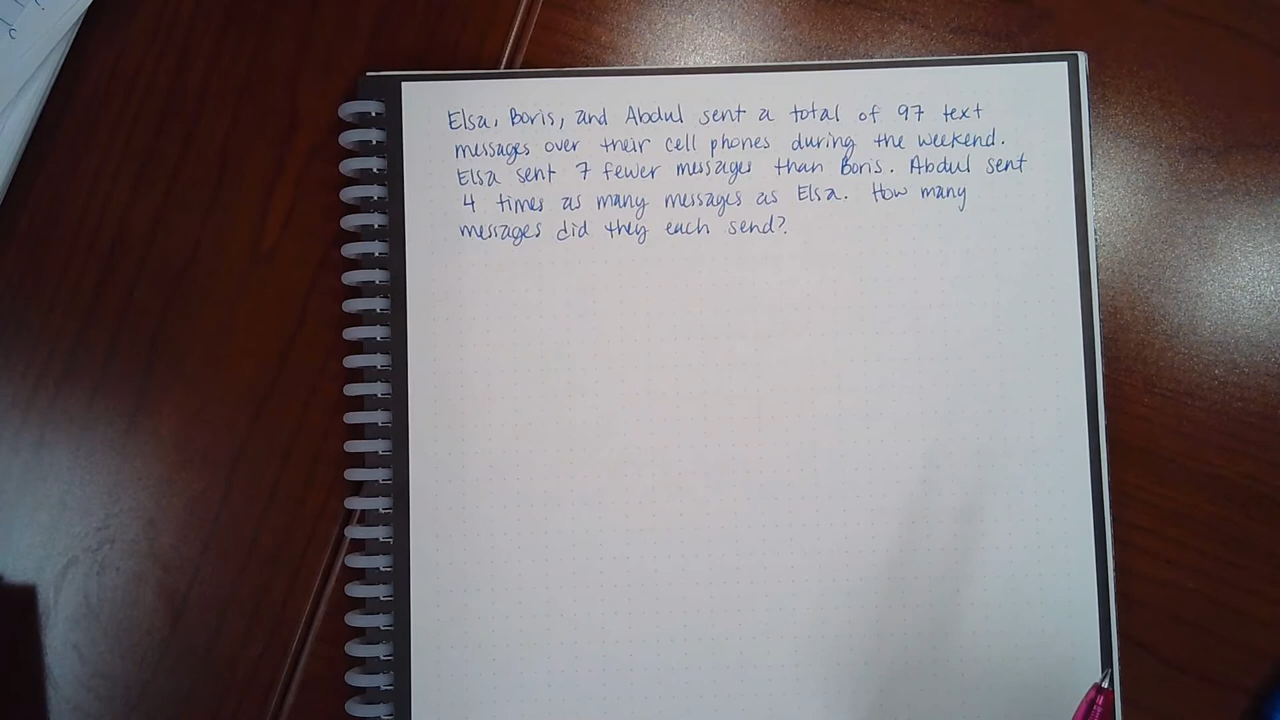 Elsa, Boris, and Abdul sent a total of 97 text
messages over their cell phones during the weekend.
Elsa sent 7 fewer messages than Boris. Abdul sent
4 times as many messages as Elsa. How many
messages did they each send?